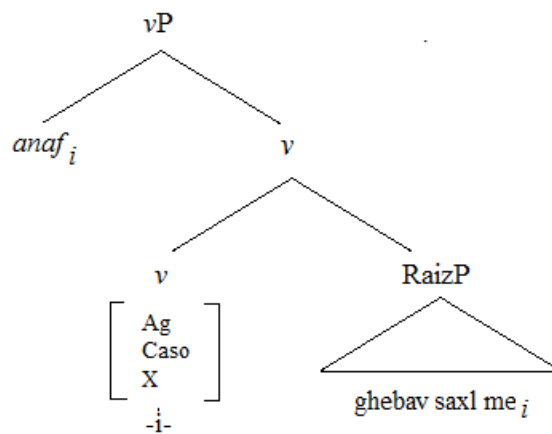 vP
anaf i
v
v
RaizP
Ag
Caso
X
-i-
ghebav saxl me i